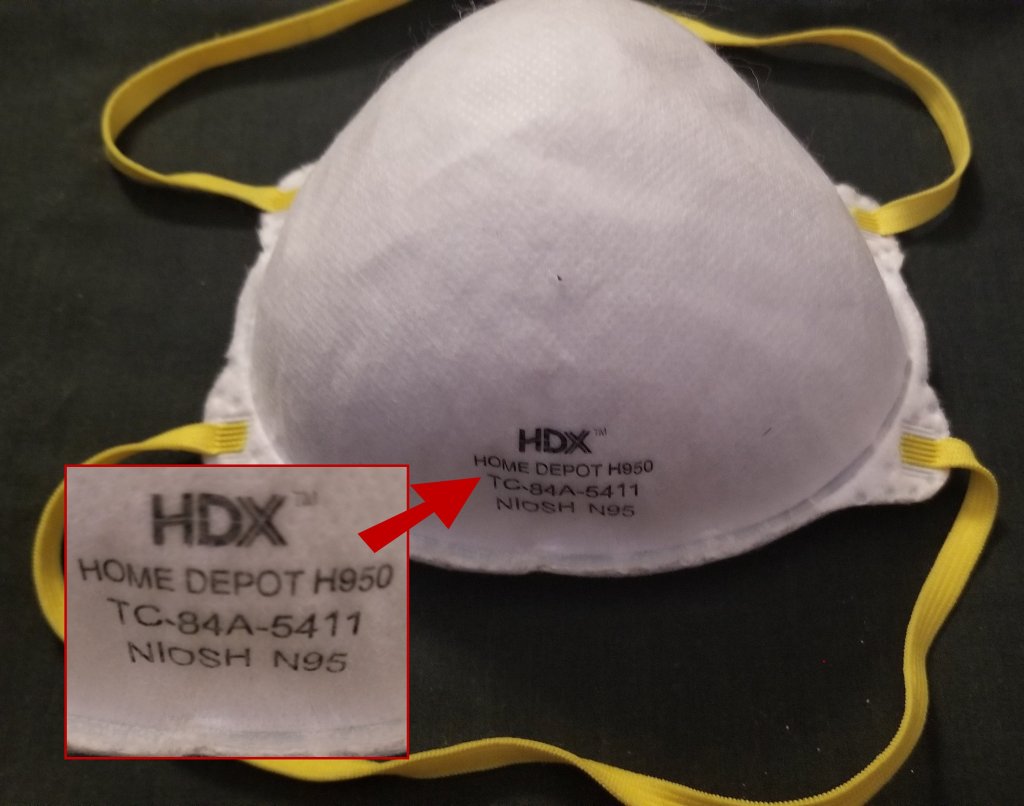 HDX™
HOME DEPOT H950
TC-84A-5411
NIOSH N95
HDX™
HOME DEPOT H950
TC-84A-5411
NIOSH N95